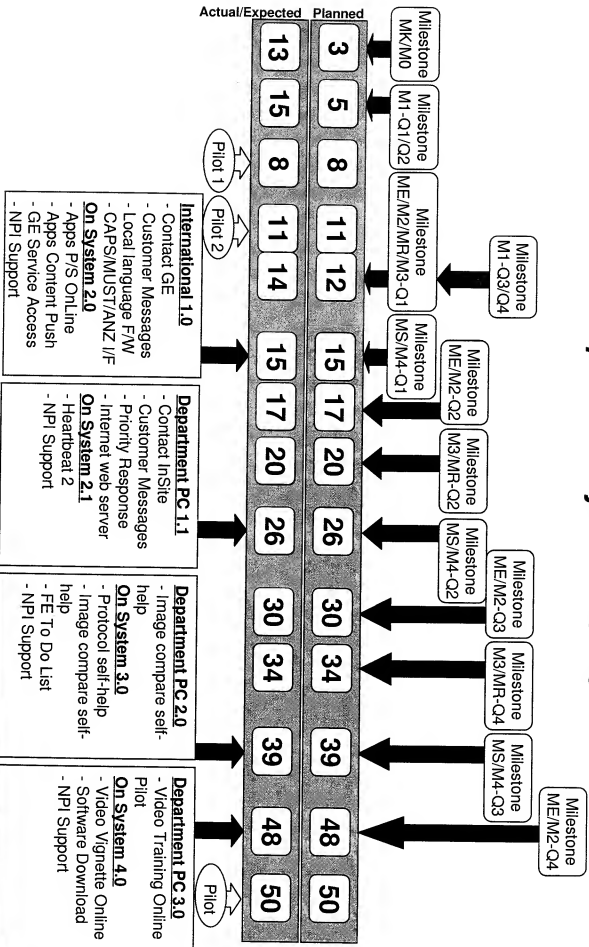 Actual/Expected Planned
Milestone
MK/M0
Milestone
M1-Q1/Q2
Milestone
ME/M2/MR/M3-Q1
Milestone
M1-Q3/Q4
Milestone
MS/M4-Q1
Milestone
ME/M2-Q2
Milestone
M3/MR-Q2
Milestone
MS/M4-Q2
Milestone
ME/M2-Q3
Milestone
M3/MR-Q4
Milestone
MS/M4-Q3
Milestone
ME/M2-Q4
3 5 8 11 12 15 17 20 26 30 34 39 48 50
13 15 8 11 14 15 17 20 26 30 34 39 48 50
Pilot 1
Pilot 2
Pilot
International 1.0
- Contact GE
- Customer Messages
- Local language F/W
- CAPS/MUST/ANZ I/F
On System 2.0
- Apps P/S OnLine
- Apps Content Push
- GE Service Access
- NPI Support
Department PC 1.1
- Contact InSite
- Customer Messages
- Priority Response
- Internet web server
On System 2.1
- Heartbeat 2
- NPI Support
Department PC 2.0
- Image compare self-
help
On System 3.0
- Protocol self-help
- Image compare self-
help
- FE To Do List
- NPI Support
Department PC 3.0
- Video Training Online
Pilot
On System 4.0
- Video Vignette Online
- Software Download
- NPI Support